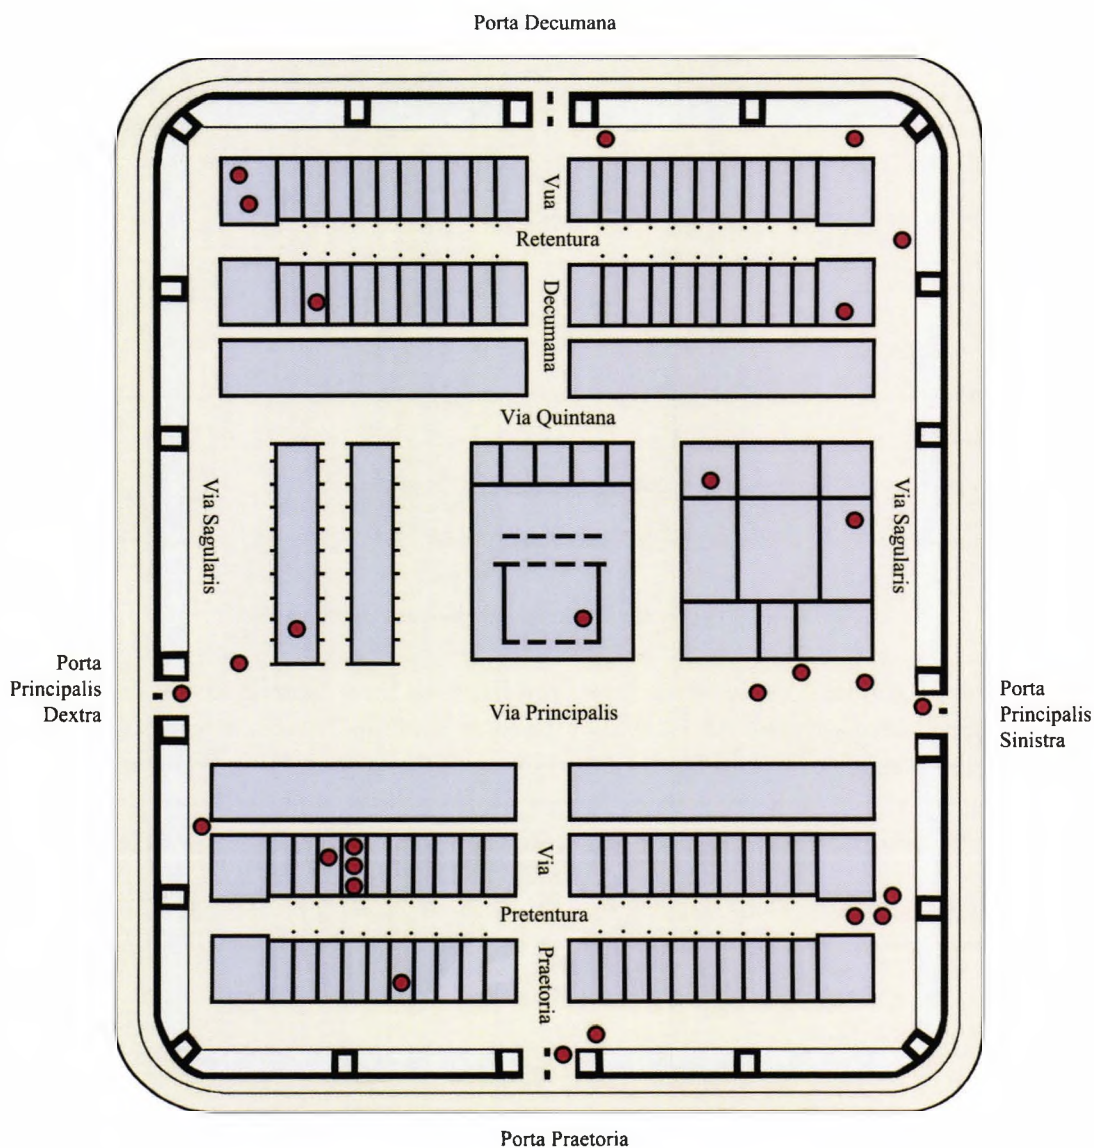 Porta Decumana
Vua
Retentura
Decumana
Via Quintana
Via Sagularis
Via Sagularis
Porta
Principalis
Dextra
Via Principalis
Porta
Principalis
Sinistra
Via
Pretentura
Praetoria
Porta Praetoria